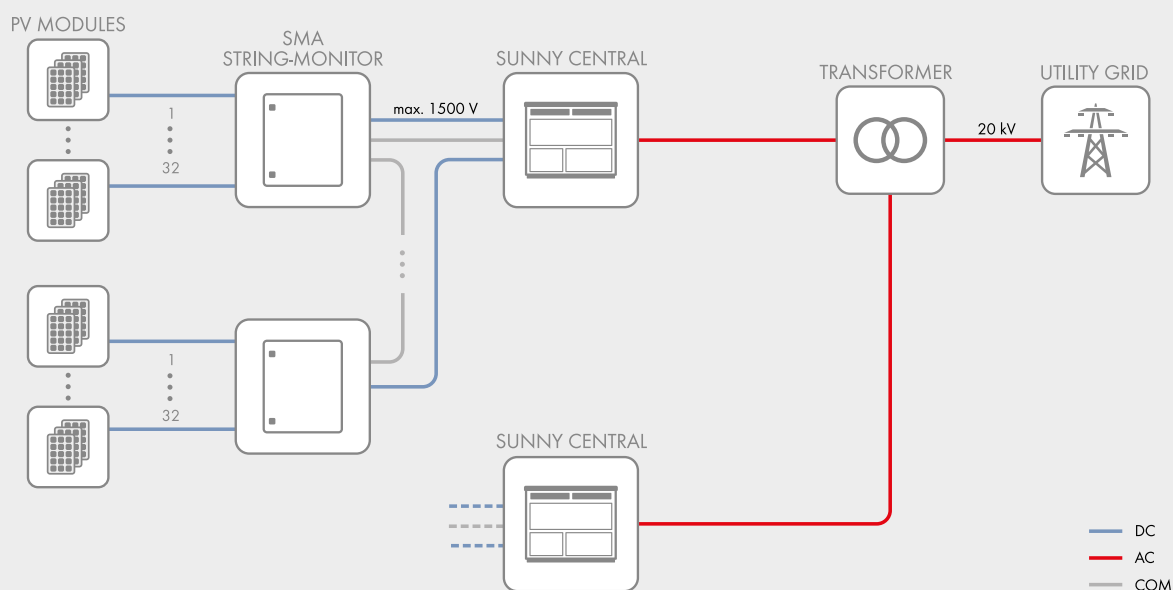 PV MODULES
SMA
STRING-MONITOR
SUNNY CENTRAL
TRANSFORMER
UTILITY GRID
1
32
max. 1500 V
20 kV
1
32
SUNNY CENTRAL
DC
AC
COM